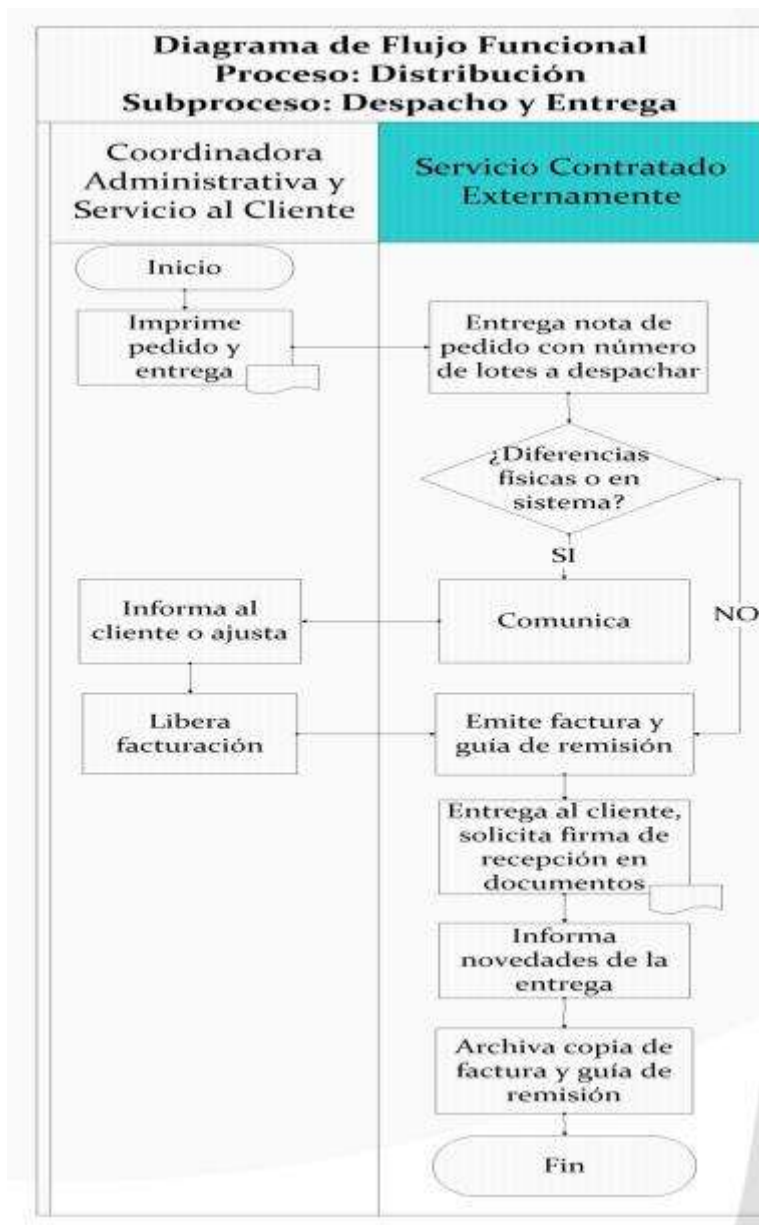 Diagrama de Flujo Funcional
Proceso: Distribución
Subproceso: Despacho y Entrega
Coordinadora
Administrativa y
Servicio al Cliente
Servicio Contratado
Externamente
Inicio
Imprime
pedido y
entrega
Entrega nota de
pedido con número
de lotes a despachar
¿Diferencias
físicas o en
sistema?
SI
NO
Comunica
Informa al
cliente o ajusta
Libera
facturación
Emite factura y
guía de remisión
Entrega al cliente,
solicita firma de
recepción en
documentos
Informa
novedades de la
entrega
Archiva copia de
factura y guía de
remisión
Fin